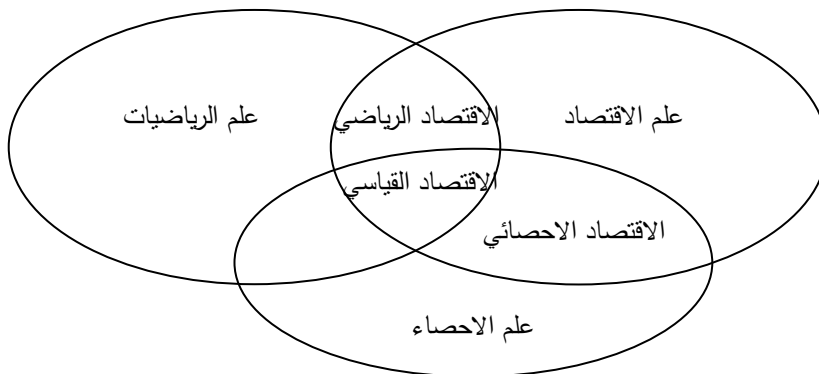 علم الاقتصاد
الاقتصاد الرياضي
علم الرياضيات
الاقتصاد القياسي
الاقتصاد الاحصائي
علم الاحصاء